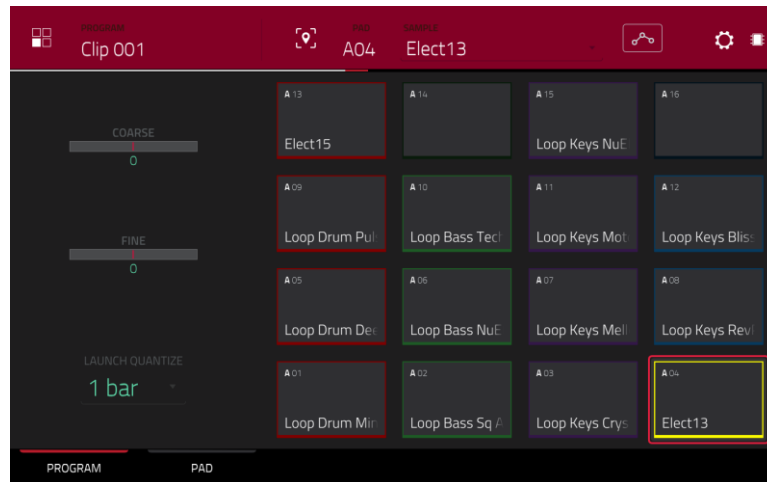 PROGRAM
Clip 001
PAD
A04
SAMPLE
Elect13
COARSE
0
FINE
0
LAUNCH QUANTIZE
1 bar
A 13
Elect15
A 14
A 15
Loop Keys NuE
A 16
A 09
Loop Drum Pul
A 10
Loop Bass Tech
A 11
Loop Keys Mot
A 12
Loop Keys Bliss
A 05
Loop Drum Dee
A 06
Loop Bass NuE
A 07
Loop Keys Mell
A 08
Loop Keys Revl
A 01
Loop Drum Min
A 02
Loop Bass Sq A
A 03
Loop Keys Crys
A 04
Elect13
PROGRAM
PAD